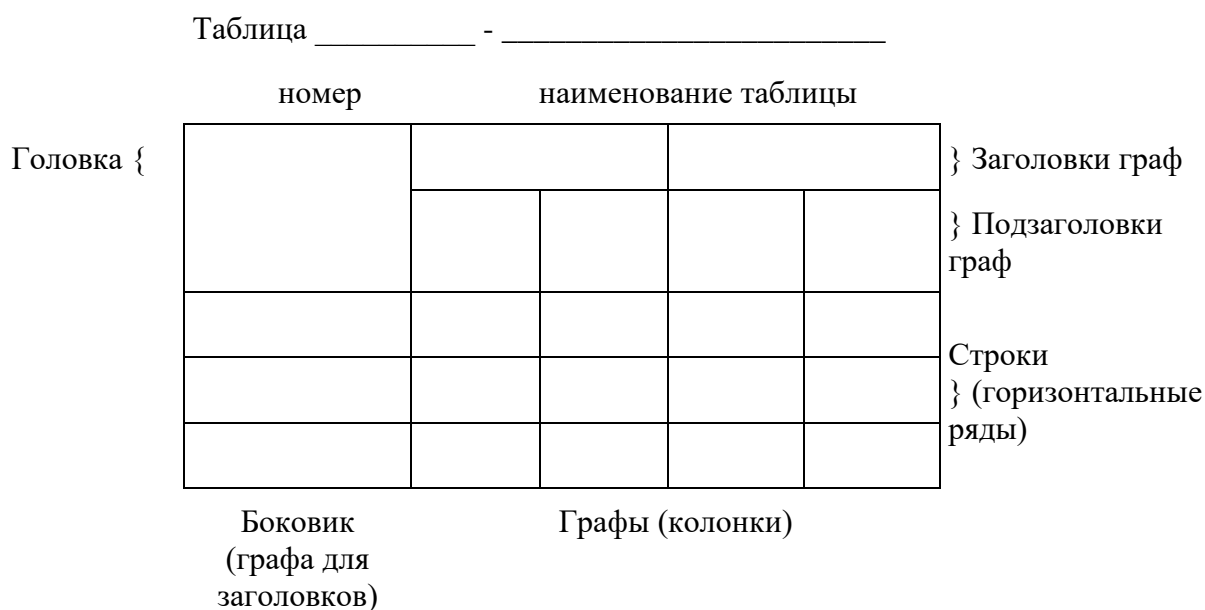 Таблица __________ - ________________________
номер наименование таблицы
Головка { } Заголовки граф
} Подзаголовки
граф
Строки
} (горизонтальные
ряды)
Боковик Графы (колонки)
(графа для
заголовков)